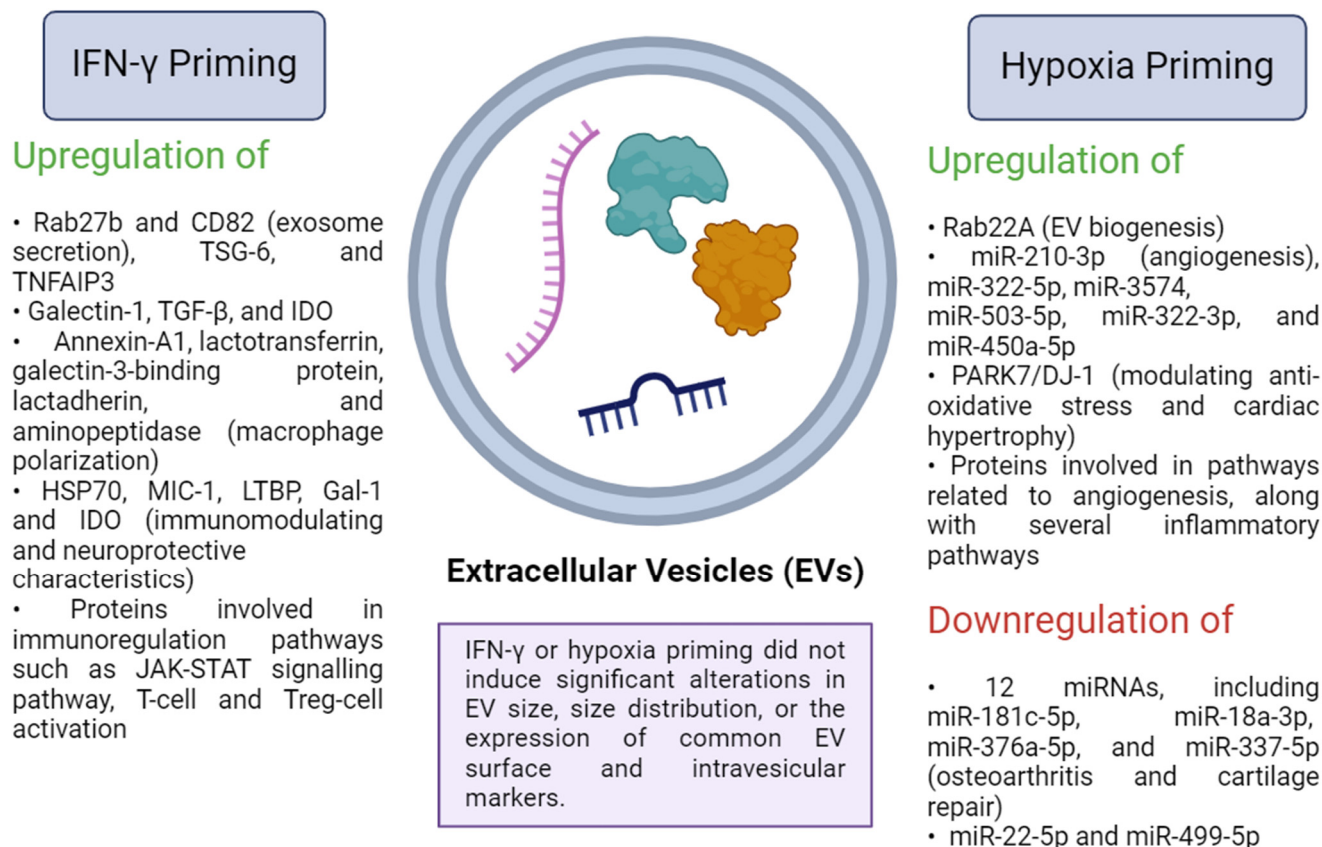 IFN-γ Priming
Upregulation of
• Rab27b and CD82 (exosome
secretion), TSG-6, and
TNFAIP3
• Galectin-1, TGF-β, and IDO
• Annexin-A1, lactotransferrin,
galectin-3-binding protein,
lactadherin, and
aminopeptidase (macrophage
polarization)
• HSP70, MIC-1, LTBP, Gal-1
and IDO (immunomodulating
and neuroprotective
characteristics)
• Proteins involved in
immunoregulation pathways
such as JAK-STAT signalling
pathway, T-cell and Treg-cell
activation
Extracellular Vesicles (EVs)
IFN-γ or hypoxia priming did not
induce significant alterations in
EV size, size distribution, or the
expression of common EV
surface and intravesicular
markers.
Hypoxia Priming
Upregulation of
• Rab22A (EV biogenesis)
• miR-210-3p (angiogenesis),
miR-322-5p, miR-3574,
miR-503-5p, miR-322-3p, and
miR-450a-5p
• PARK7/DJ-1 (modulating anti-
oxidative stress and cardiac
hypertrophy)
• Proteins involved in pathways
related to angiogenesis, along
with several inflammatory
pathways
Downregulation of
• 12 miRNAs, including
miR-181c-5p, miR-18a-3p,
miR-376a-5p, and miR-337-5p
(osteoarthritis and cartilage
repair)
• miR-22-5p and miR-499-5p